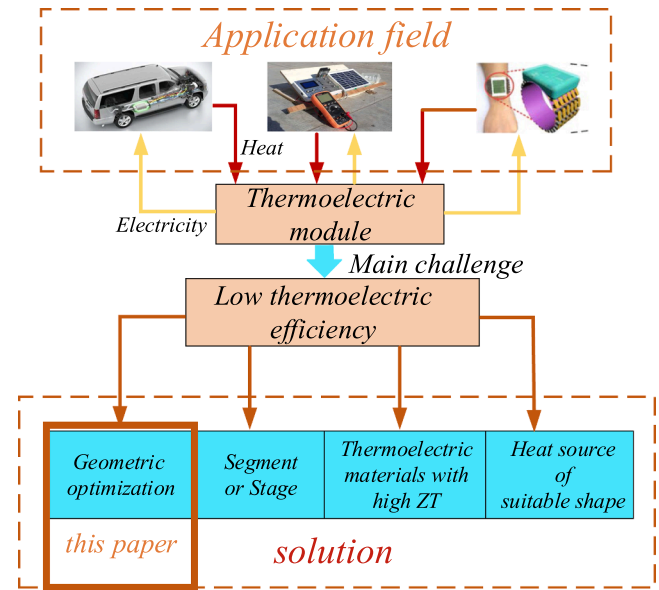 Application field
Heat
Electricity
Thermoelectric
module
Main challenge
Low thermoelectric
efficiency
Geometric
optimization
Segment
or Stage
Thermoelectric
materials with
high ZT
Heat source
of
suitable shape
this paper
solution